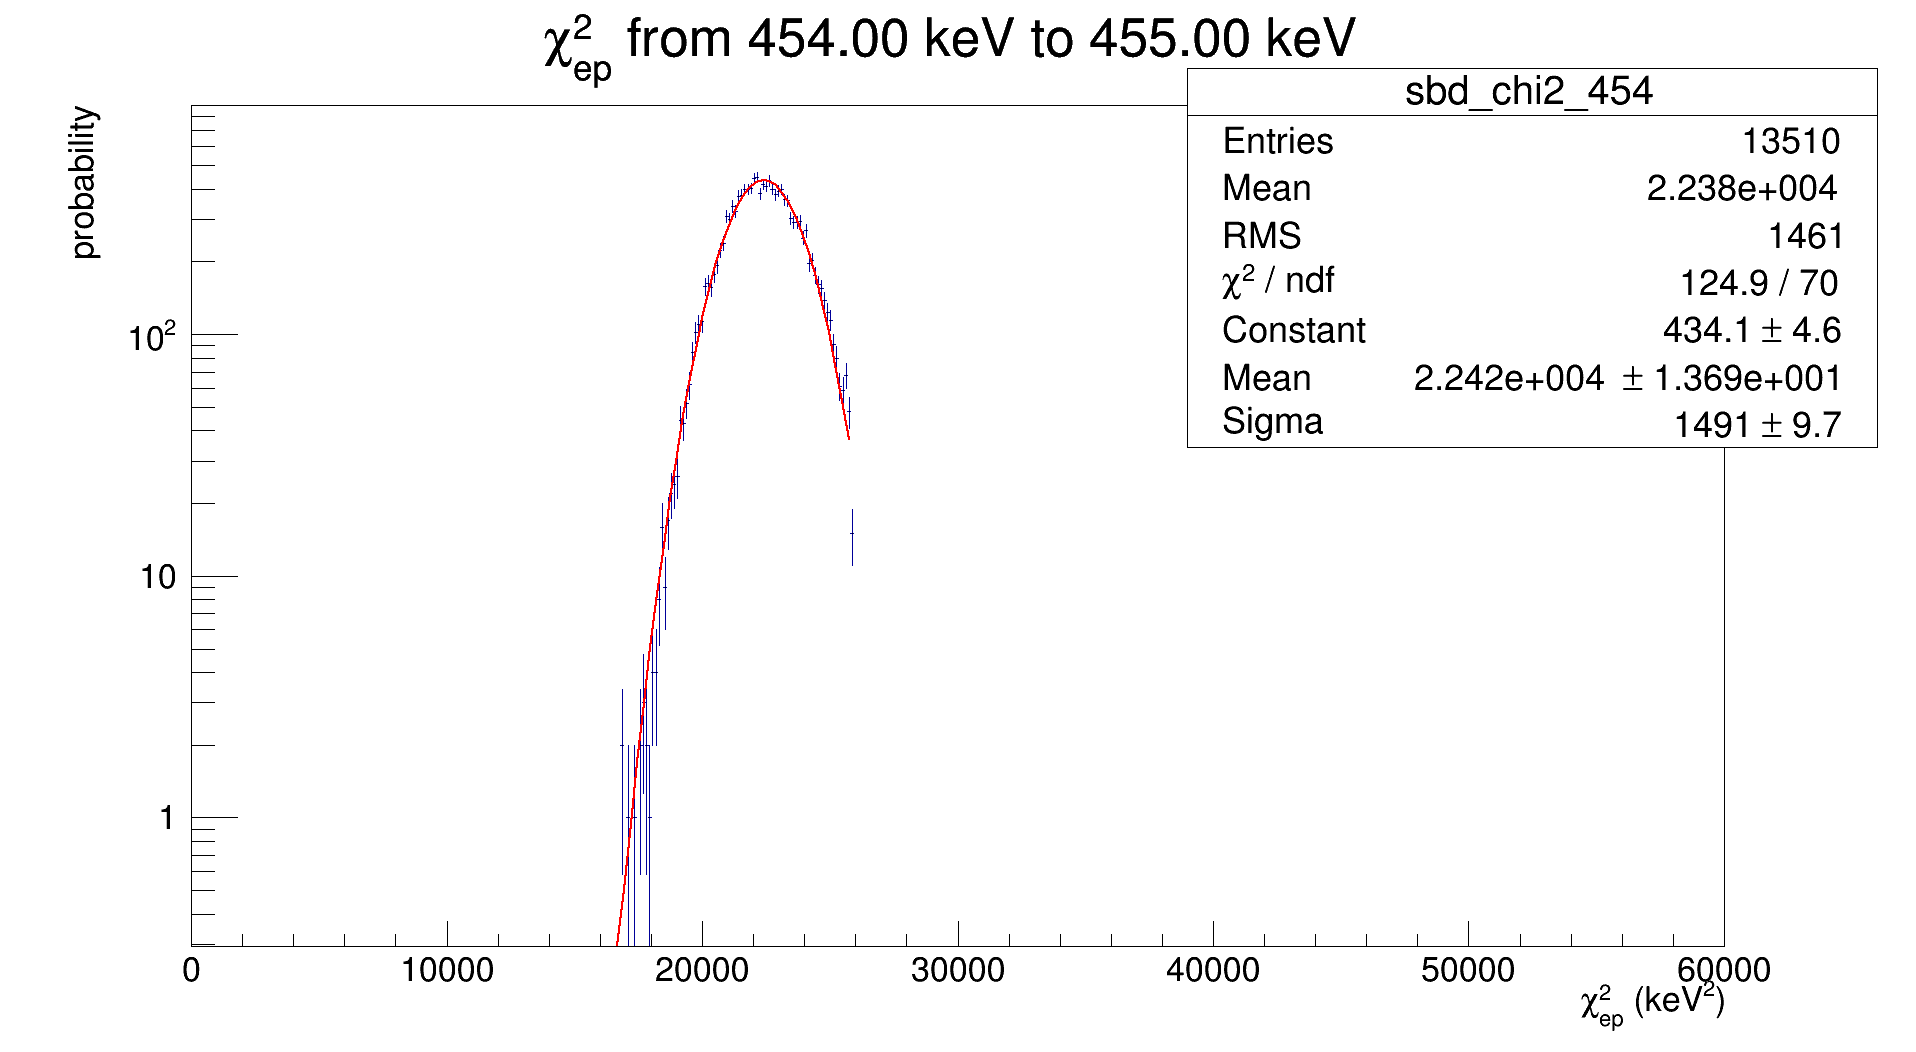 χ²ep from 454.00 keV to 455.00 keV
sbd_chi2_454
Entries 13510
Mean 2.238e+004
RMS 1461
χ² / ndf 124.9 / 70
Constant 434.1 ± 4.6
Mean 2.242e+004 ± 1.369e+001
Sigma 1491 ± 9.7
probability
10²
10
1
0 10000 20000 30000 40000 50000 60000
χ²ep (keV²)